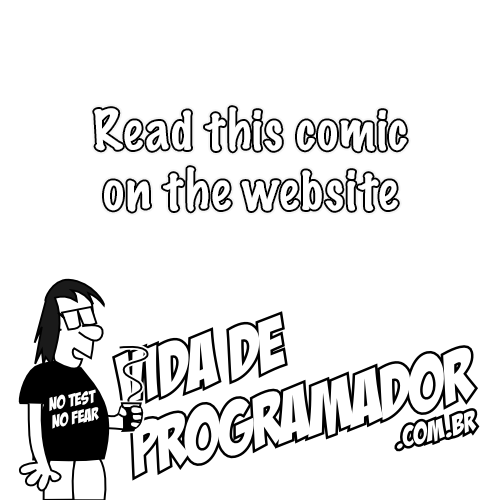 Read this comic
on the website
VIDA DE
PROGRAMADOR
.COM.BR
NO TEST
NO FEAR